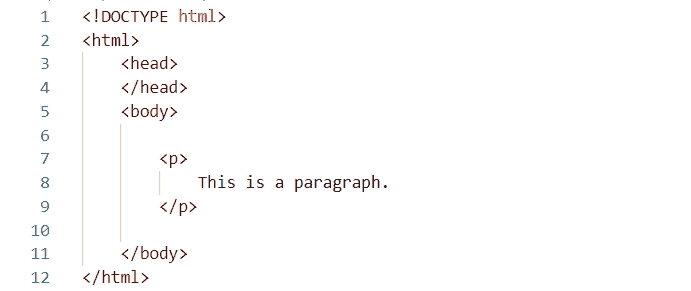 1 <!DOCTYPE html>
2 <html>
3     <head>
4     </head>
5     <body>
6
7         <p>
8             This is a paragraph.
9         </p>
10
11     </body>
12 </html>